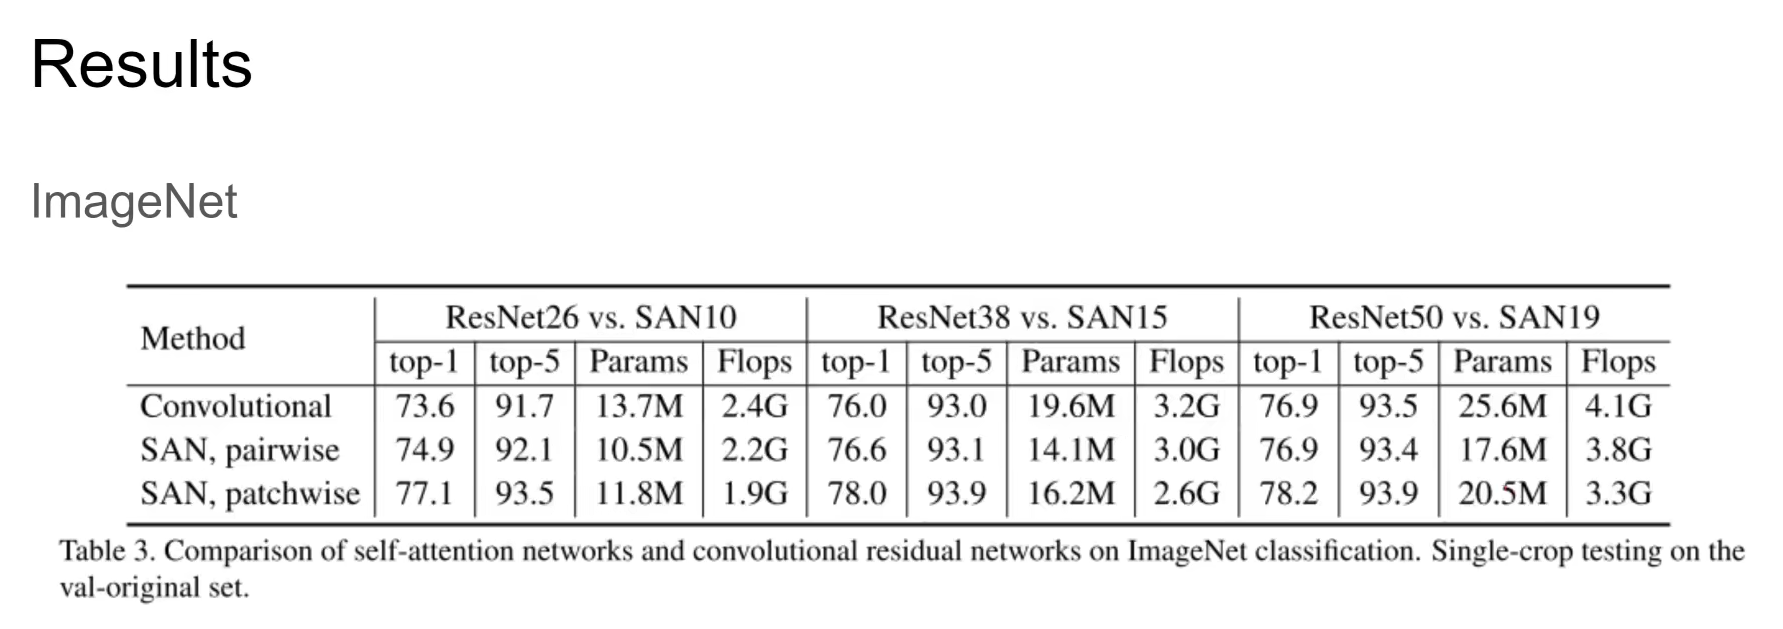 Results
ImageNet
Method ResNet26 vs. SAN10 ResNet38 vs. SAN15 ResNet50 vs. SAN19
top-1 top-5 Params Flops top-1 top-5 Params Flops top-1 top-5 Params Flops
Convolutional 73.6 91.7 13.7M 2.4G 76.0 93.0 19.6M 3.2G 76.9 93.5 25.6M 4.1G
SAN, pairwise 74.9 92.1 10.5M 2.2G 76.6 93.1 14.1M 3.0G 76.9 93.4 17.6M 3.8G
SAN, patchwise 77.1 93.5 11.8M 1.9G 78.0 93.9 16.2M 2.6G 78.2 93.9 20.5M 3.3G
Table 3. Comparison of self-attention networks and convolutional residual networks on ImageNet classification. Single-crop testing on the
val-original set.